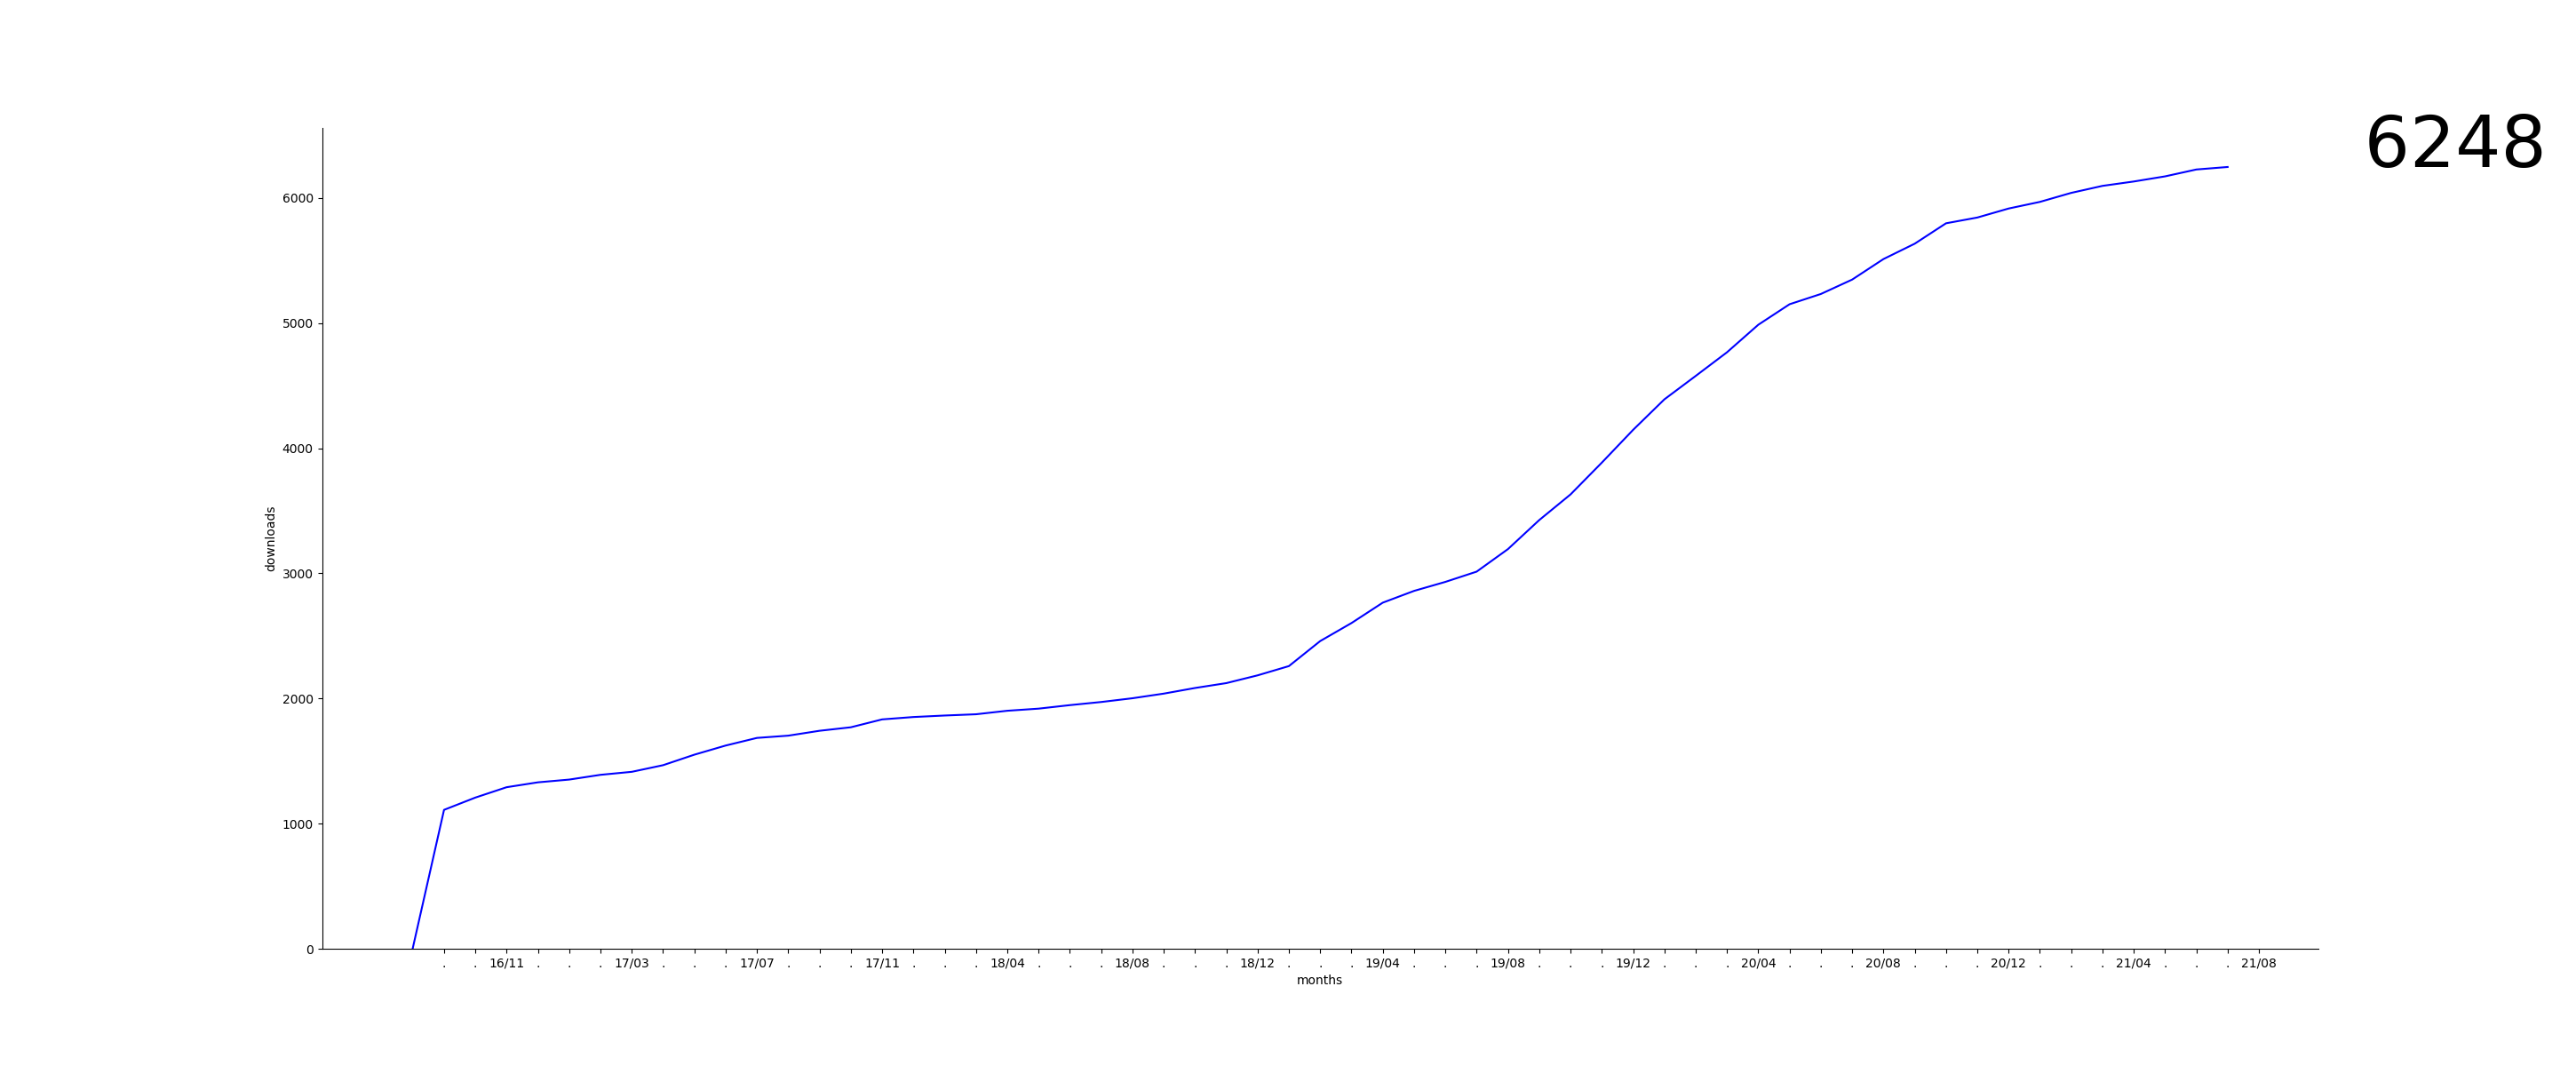 6248
6000
5000
4000
3000
2000
1000
0
downloads
. . 16/11 . . . 17/03 . . . 17/07 . . . 17/11 . . . 18/04 . . . 18/08 . . . 18/12 . . . 19/04 . . . 19/08 . . . 19/12 . . . 20/04 . . . 20/08 . . . 20/12 . . . 21/04 . . . 21/08
months